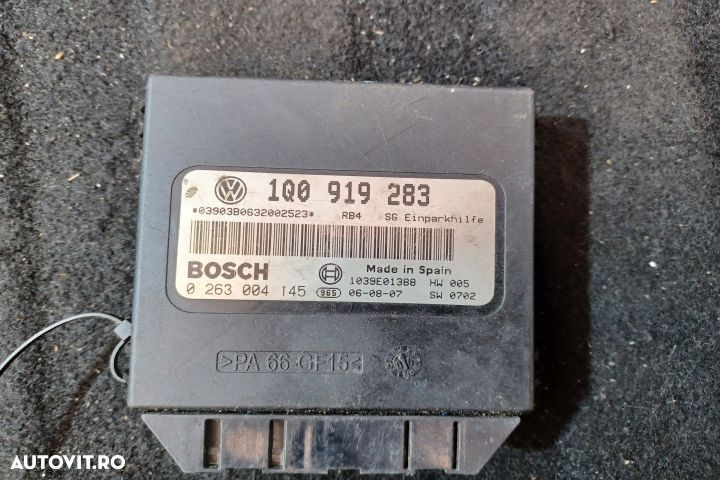 1Q0 919 283
*03903B0632002523* RB4 SG Einparkhilfe
BOSCH Made in Spain
1039E01388 HW 005
0 263 004 145 965 06-08-07 SW 0702
>PA 66-GF15<
AUTOVIT.RO